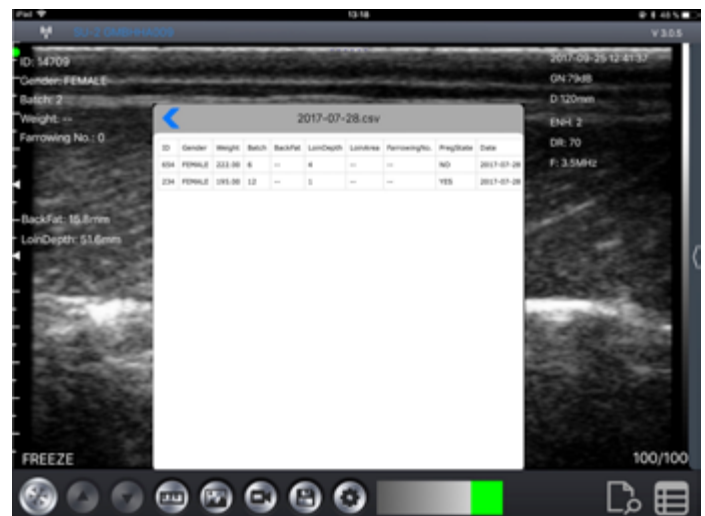 iPad
13:18
48%
V 3.0.5
ID: 14709
Gender: FEMALE
Batch: 2
Weight: --
Farrowing No.: 0
BackFat: 15.8mm
LoinDepth: 51.6mm
2017-09-25 12:41:37
GN:79dB
D:120mm
ENH: 2
DR: 70
F: 3.5MHz
2017-07-28.csv
ID Gender Weight Batch BackFat LoinDepth LoinArea FarrowingNo. PregState Date
654 FEMALE 222.00 6 -- 4 -- -- NO 2017-07-28
234 FEMALE 195.00 12 -- 1 -- -- YES 2017-07-28
FREEZE
100/100